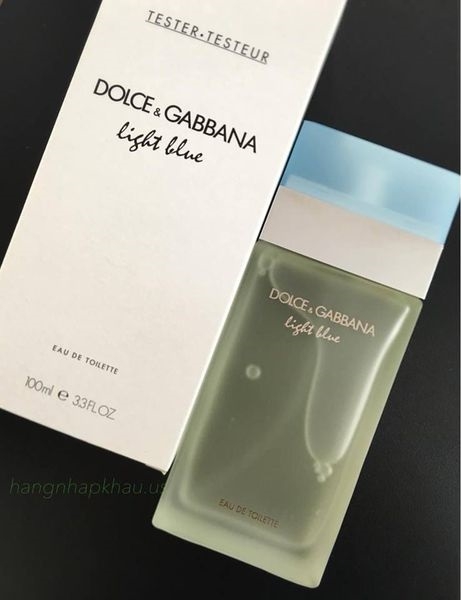 TESTER•TESTEUR
DOLCE & GABBANA
light blue
EAU DE TOILETTE
100ml e 3.3FL.OZ
DOLCE & GABBANA
light blue
EAU DE TOILETTE
hangnhapkhau.us